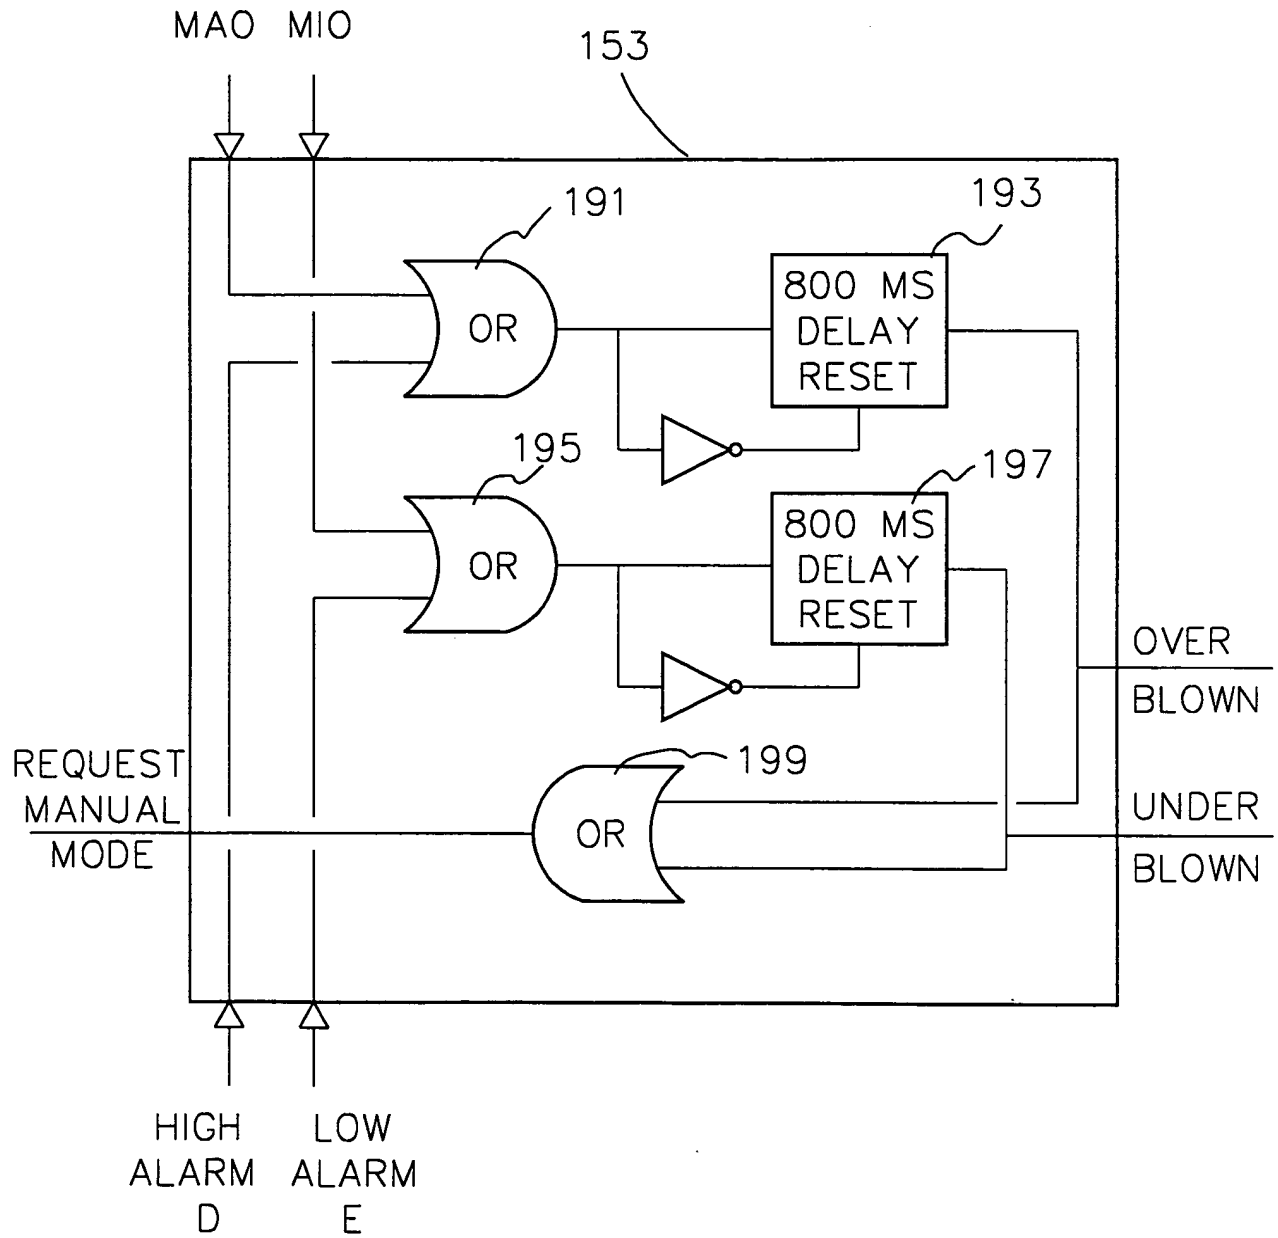 MAO MIO
153
191
193
OR
800 MS
DELAY
RESET
195
197
OR
800 MS
DELAY
RESET
OVER
BLOWN
199
REQUEST
MANUAL
MODE
OR
UNDER
BLOWN
HIGH
ALARM
D
LOW
ALARM
E